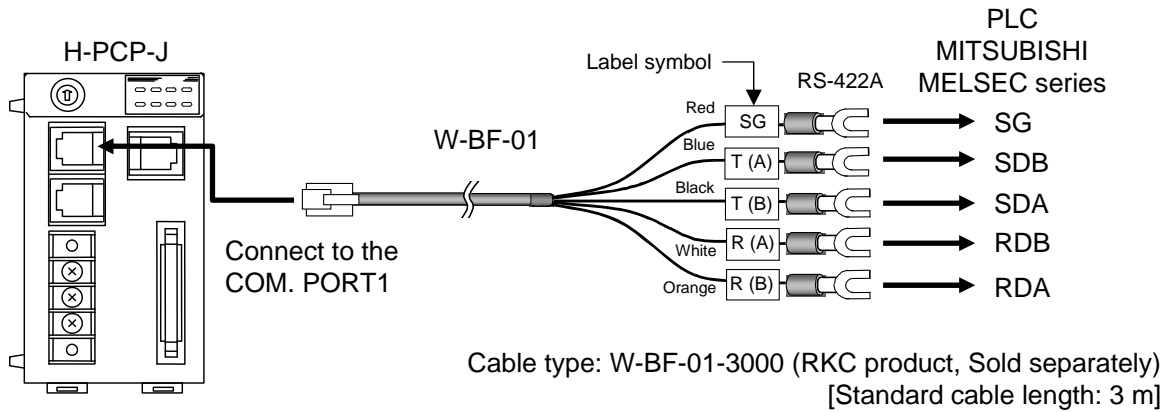 H-PCP-J
W-BF-01
Connect to the
COM. PORT1
Label symbol
RS-422A
PLC
MITSUBISHI
MELSEC series
Red
SG
SG
Blue
T (A)
SDB
Black
T (B)
SDA
White
R (A)
RDB
Orange
R (B)
RDA
Cable type: W-BF-01-3000 (RKC product, Sold separately)
[Standard cable length: 3 m]